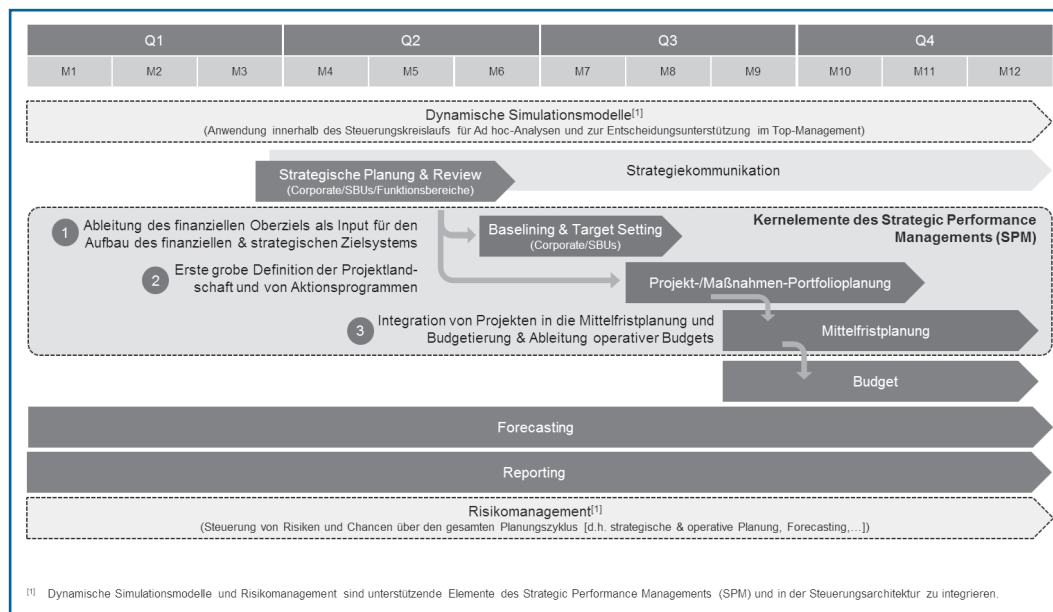 Q1 Q2 Q3 Q4
M1 M2 M3 M4 M5 M6 M7 M8 M9 M10 M11 M12
Dynamische Simulationsmodelle[1]
(Anwendung innerhalb des Steuerungskreislaufs für Ad hoc-Analysen und zur Entscheidungsunterstützung im Top-Management)
Strategische Planung & Review
(Corporate/SBUs/Funktionsbereiche)
Strategiekommunikation
Kernelemente des Strategic Performance
Managements (SPM)
1
Ableitung des finanziellen Oberziels als Input für den
Aufbau des finanziellen & strategischen Zielsystems
Baselining & Target Setting
(Corporate/SBUs)
2
Erste grobe Definition der Projektland-
schaft und von Aktionsprogrammen
Projekt-/Maßnahmen-Portfolioplanung
3
Integration von Projekten in die Mittelfristplanung und
Budgetierung & Ableitung operativer Budgets
Mittelfristplanung
Budget
Forecasting
Reporting
Risikomanagement[1]
(Steuerung von Risiken und Chancen über den gesamten Planungszyklus [d.h. strategische & operative Planung, Forecasting,…])
[1] Dynamische Simulationsmodelle und Risikomanagement sind unterstützende Elemente des Strategic Performance Managements (SPM) und in der Steuerungsarchitektur zu integrieren.